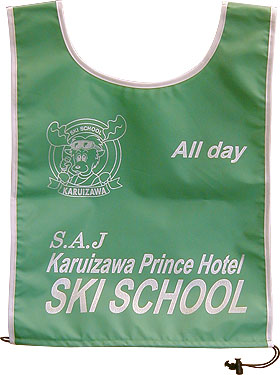 SKI SCHOOL
KARUIZAWA
All day
S.A.J
Karuizawa Prince Hotel
SKI SCHOOL